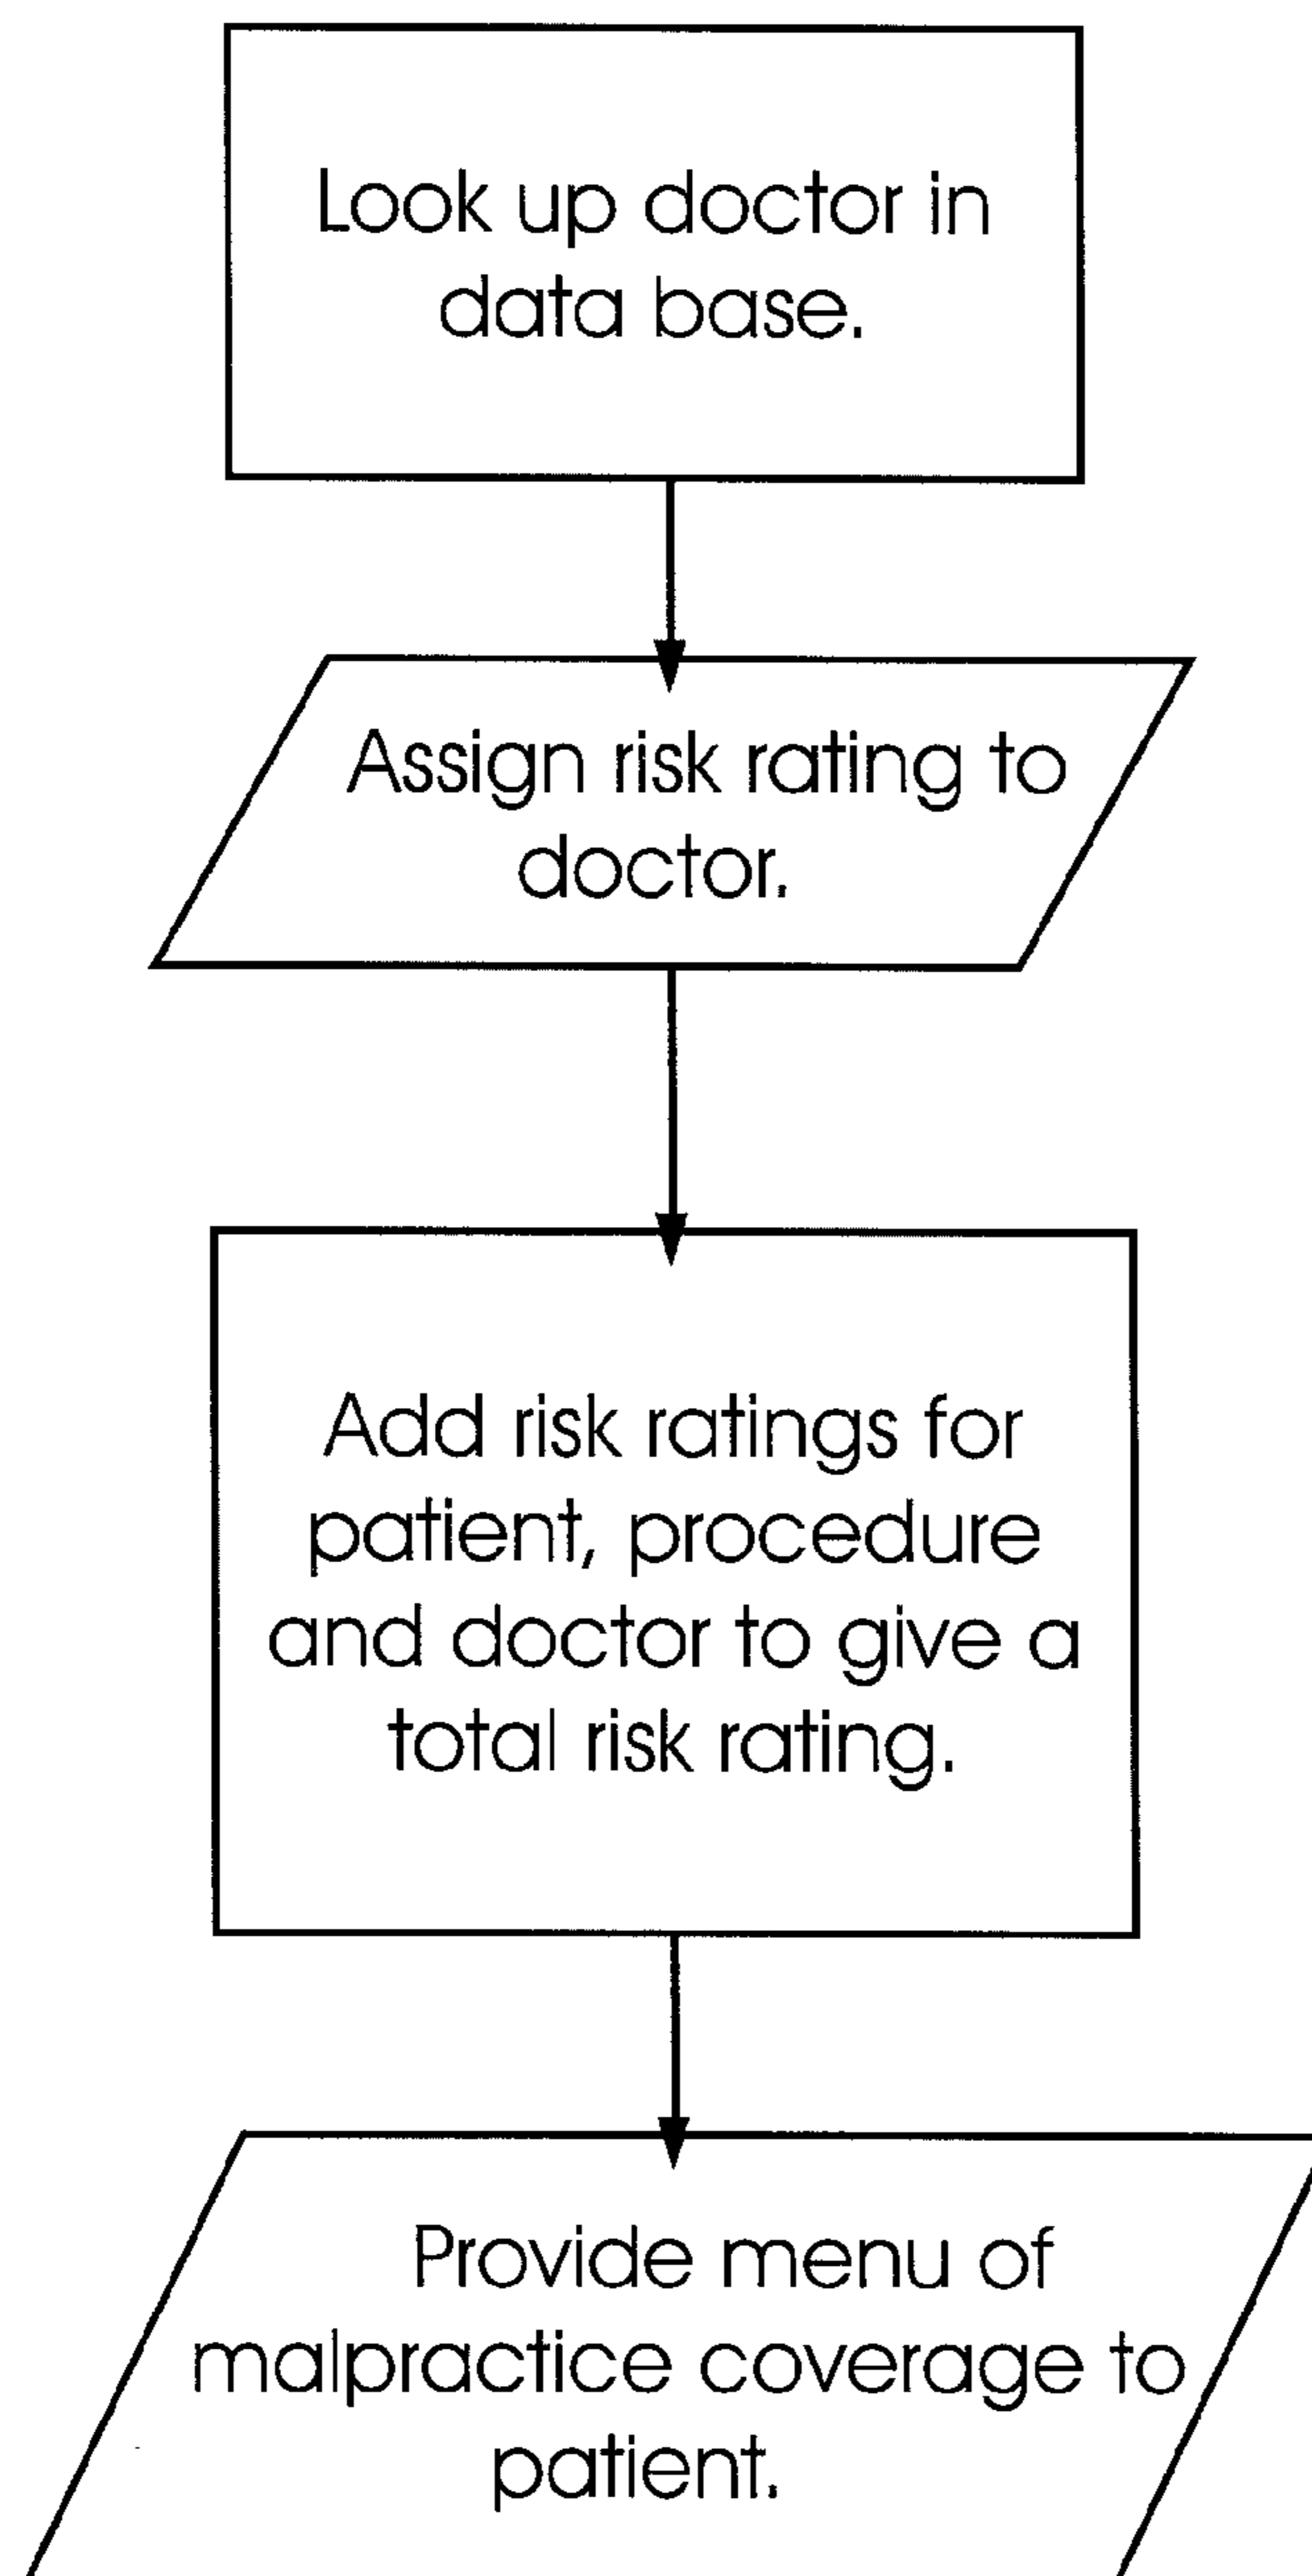 Look up doctor in
data base.
Assign risk rating to
doctor.
Add risk ratings for
patient, procedure
and doctor to give a
total risk rating.
Provide menu of
malpractice coverage to
patient.